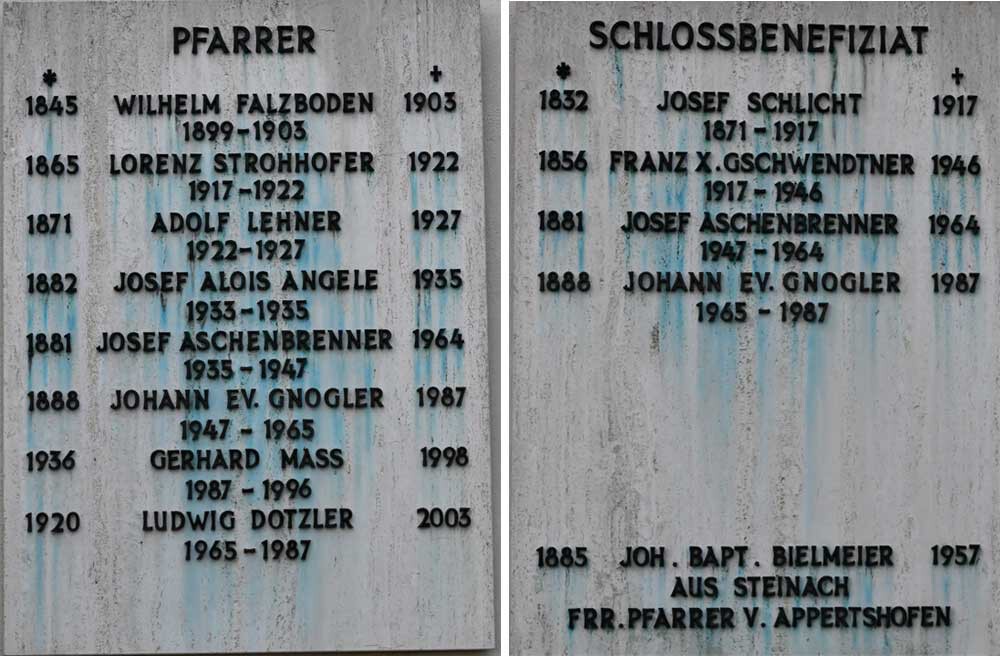 PFARRER
* ✝
1845 WILHELM FALZBODEN 1903
1899-1903
1865 LORENZ STROHHOFER 1922
1917-1922
1871 ADOLF LEHNER 1927
1922-1927
1882 JOSEF ALOIS ANGELE 1935
1933-1935
1881 JOSEF ASCHENBRENNER 1964
1935-1947
1888 JOHANN EV. GNOGLER 1987
1947-1965
1936 GERHARD MASS 1998
1987-1996
1920 LUDWIG DOTZLER 2003
1965-1987
SCHLOSSBENEFIZIAT
* ✝
1832 JOSEF SCHLICHT 1917
1871-1917
1856 FRANZ X. GSCHWENDTNER 1946
1917-1946
1881 JOSEF ASCHENBRENNER 1964
1947-1964
1888 JOHANN EV. GNOGLER 1987
1965-1987
1885 JOH. BAPT. BIELMEIER 1957
AUS STEINACH
FRR. PFARRER V. APPERTSHOFEN